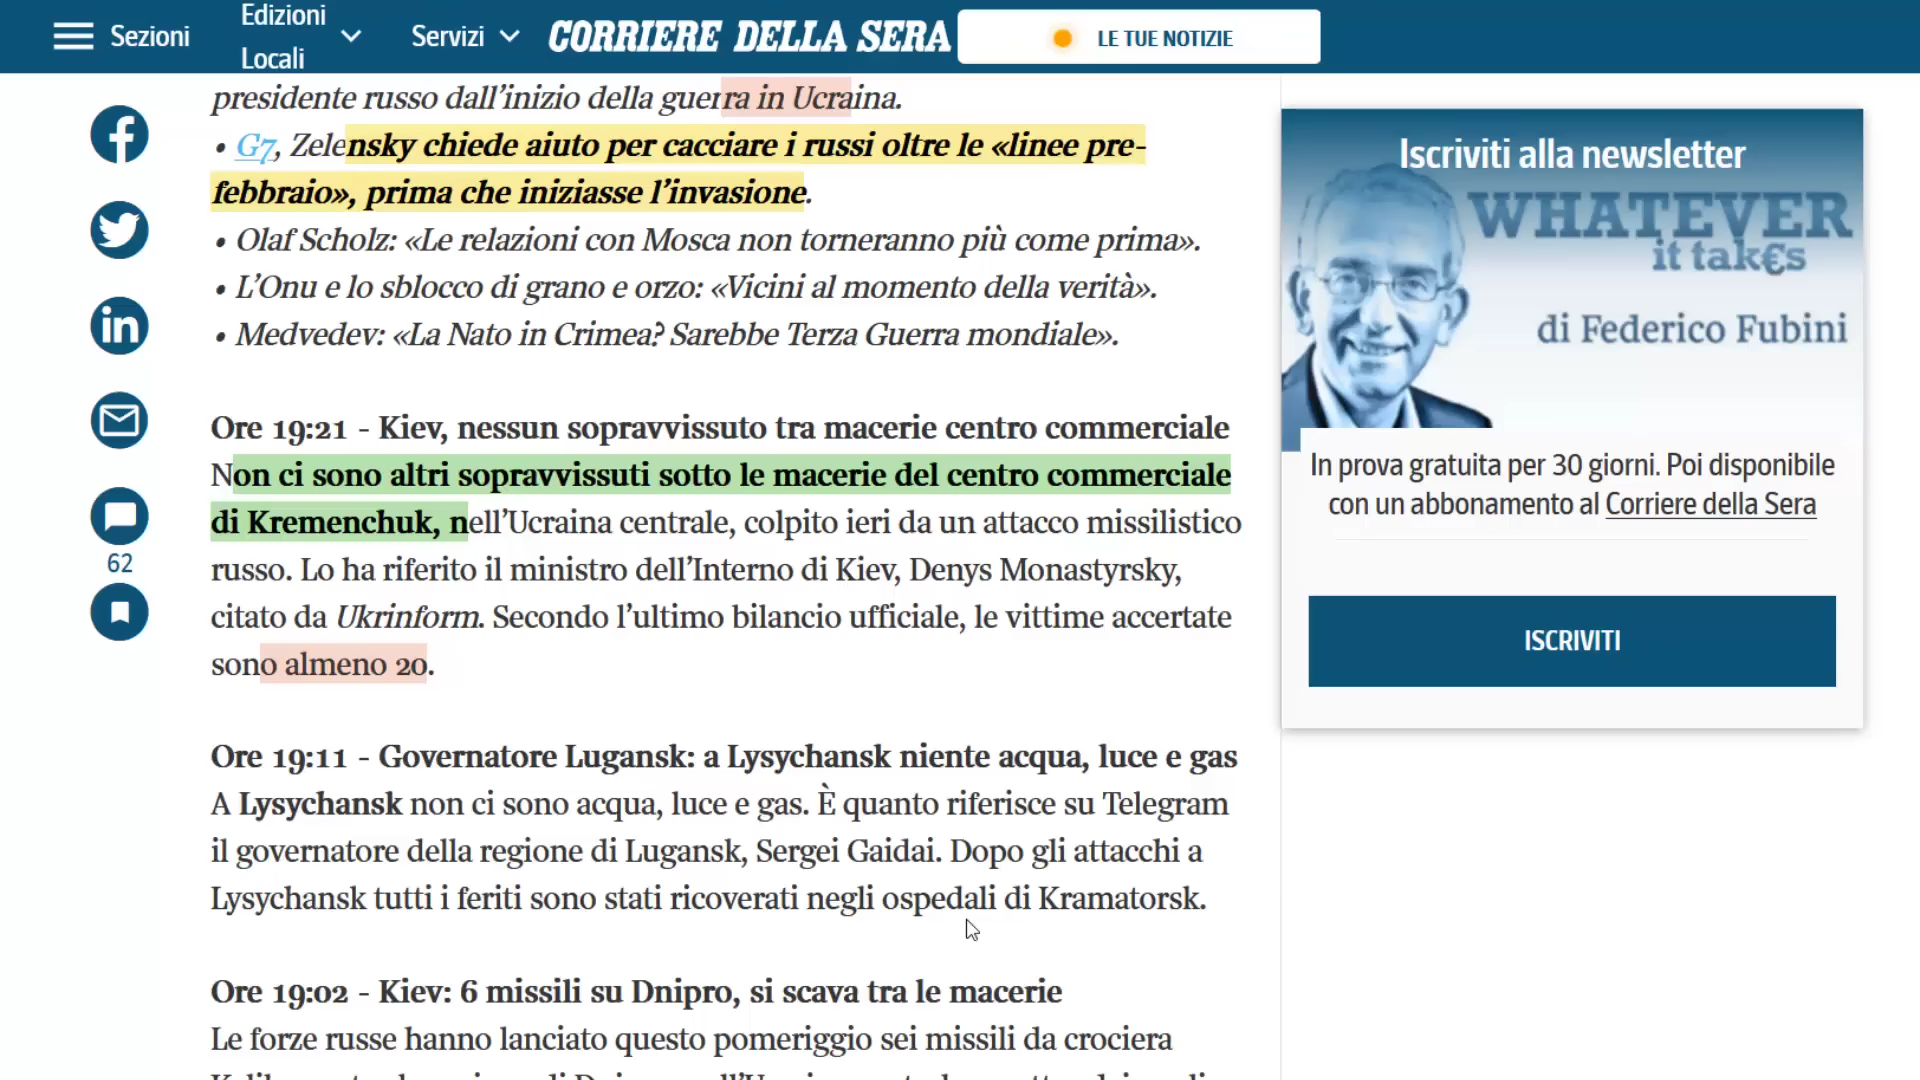 Sezioni
Edizioni
Locali
Servizi
CORRIERE DELLA SERA
LE TUE NOTIZIE
presidente russo dall’inizio della guerra in Ucraina.
• G7, Zelensky chiede aiuto per cacciare i russi oltre le «linee pre-
febbraio», prima che iniziasse l’invasione.
• Olaf Scholz: «Le relazioni con Mosca non torneranno più come prima».
• L’Onu e lo sblocco di grano e orzo: «Vicini al momento della verità».
• Medvedev: «La Nato in Crimea? Sarebbe Terza Guerra mondiale».
Ore 19:21 - Kiev, nessun sopravvissuto tra macerie centro commerciale
Non ci sono altri sopravvissuti sotto le macerie del centro commerciale
di Kremenchuk, nell’Ucraina centrale, colpito ieri da un attacco missilistico
russo. Lo ha riferito il ministro dell’Interno di Kiev, Denys Monastyrsky,
citato da Ukrinform. Secondo l’ultimo bilancio ufficiale, le vittime accertate
sono almeno 20.
Ore 19:11 - Governatore Lugansk: a Lysychansk niente acqua, luce e gas
A Lysychansk non ci sono acqua, luce e gas. È quanto riferisce su Telegram
il governatore della regione di Lugansk, Sergei Gaidai. Dopo gli attacchi a
Lysychansk tutti i feriti sono stati ricoverati negli ospedali di Kramatorsk.
Ore 19:02 - Kiev: 6 missili su Dnipro, si scava tra le macerie
Le forze russe hanno lanciato questo pomeriggio sei missili da crociera
62
Iscriviti alla newsletter
WHATEVER
it tak€s
di Federico Fubini
In prova gratuita per 30 giorni. Poi disponibile
con un abbonamento al Corriere della Sera
ISCRIVITI